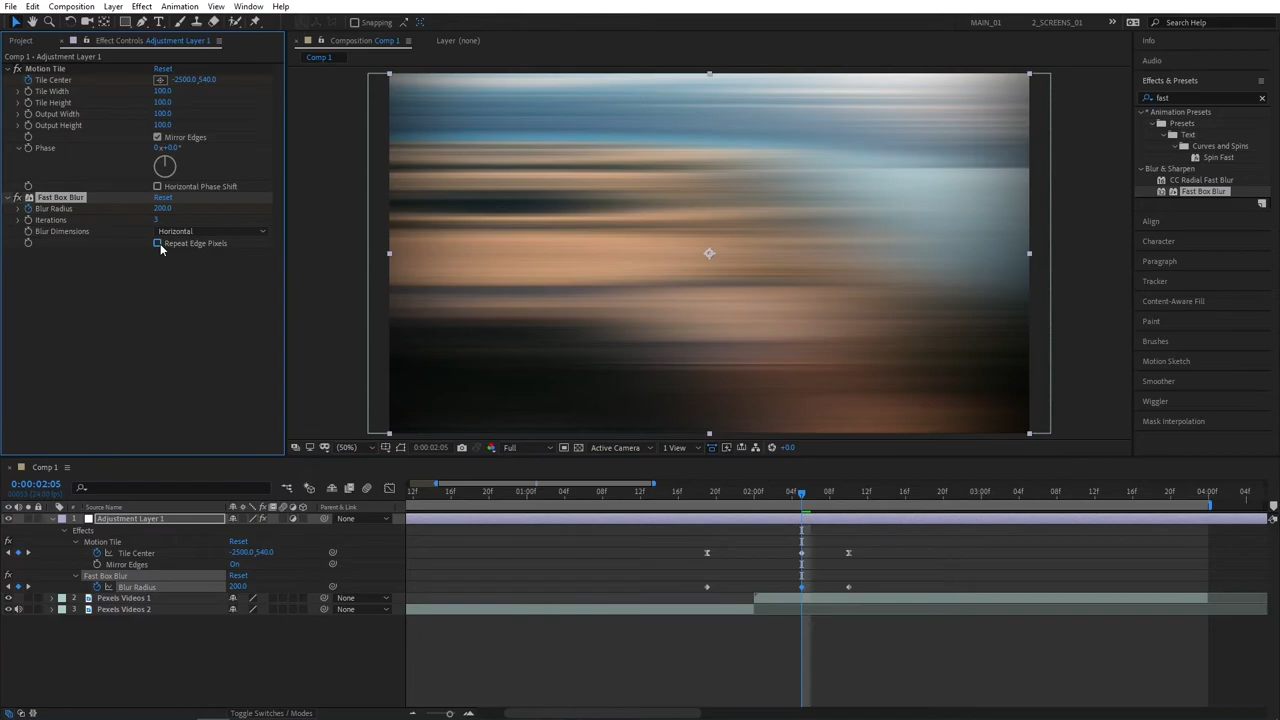 File Edit Composition Layer Effect Animation View Window Help
Snapping MAIN_01 2_SCREENS_01 Search Help
Project × Effect Controls Adjustment Layer 1 × Composition Comp 1 Layer (none)
Comp 1 • Adjustment Layer 1 Comp 1
Motion Tile Reset
Tile Center -2500.0,540.0
Tile Width 100.0
Tile Height 100.0
Output Width 100.0
Output Height 100.0
Mirror Edges
Phase 0x+0.0°
Horizontal Phase Shift
Fast Box Blur Reset
Blur Radius 200.0
Iterations 3
Blur Dimensions Horizontal
Repeat Edge Pixels
(50%) 0:00:02:05 Full Active Camera 1 View +0.0
Info
Audio
Effects & Presets
fast
* Animation Presets
Presets
Text
Curves and Spins
Spin Fast
Blur & Sharpen
CC Radial Fast Blur
Fast Box Blur
Align
Character
Paragraph
Tracker
Content-Aware Fill
Paint
Brushes
Motion Sketch
Smoother
Wiggler
Mask Interpolation
× Comp 1
0:00:02:05
00053 (24.00 fps)
12f 16f 20f 01:00f 04f 08f 12f 16f 20f 02:00f 04f 08f 12f 16f 20f 03:00f 04f 08f 12f 16f 20f 04:00f 04f
# Source Name Parent & Link
1 Adjustment Layer 1 None
Effects
Motion Tile Reset
Tile Center -2500.0,540.0
Mirror Edges On
Fast Box Blur Reset
Blur Radius 200.0
2 Pexels Videos 1 None
3 Pexels Videos 2 None
Toggle Switches / Modes